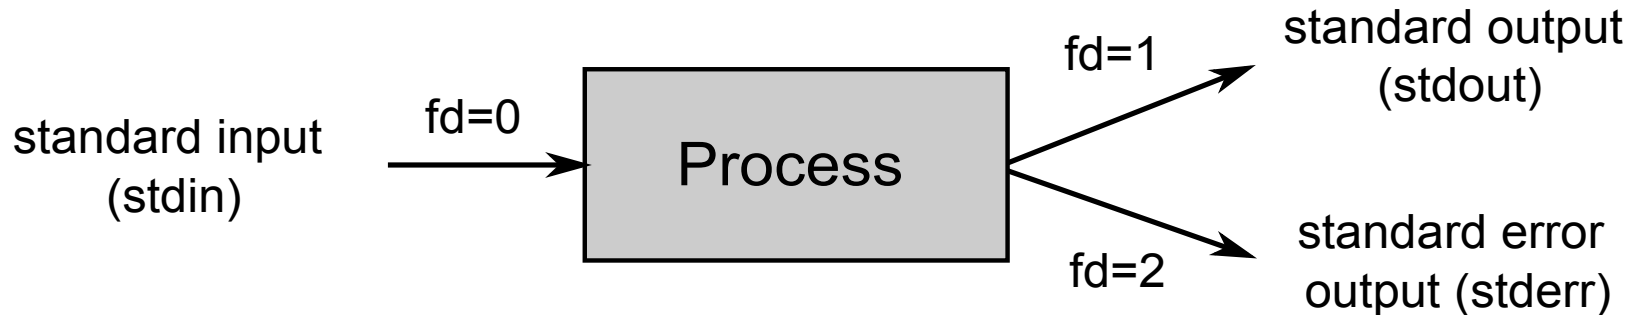 standard input
(stdin)
fd=0
Process
fd=1
standard output
(stdout)
fd=2
standard error
output (stderr)